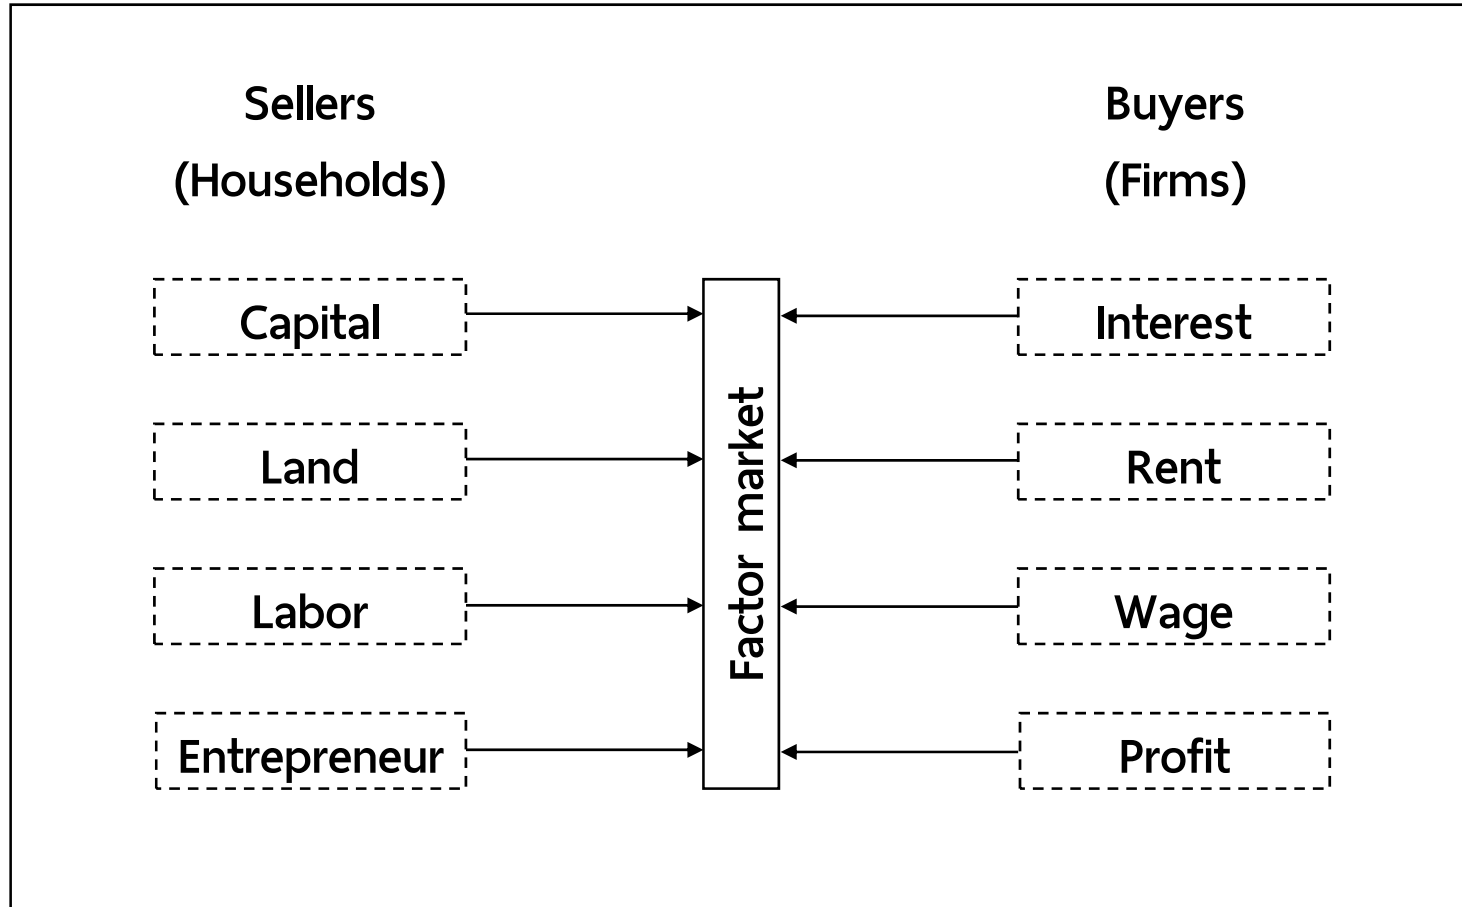 Sellers
(Households)
Buyers
(Firms)
Capital
Interest
Land
Rent
Labor
Wage
Entrepreneur
Profit
Factor market